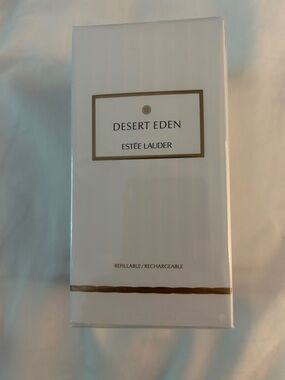 DESERT EDEN
ESTĒE LAUDER
REFILLABLE/RECHARGEABLE